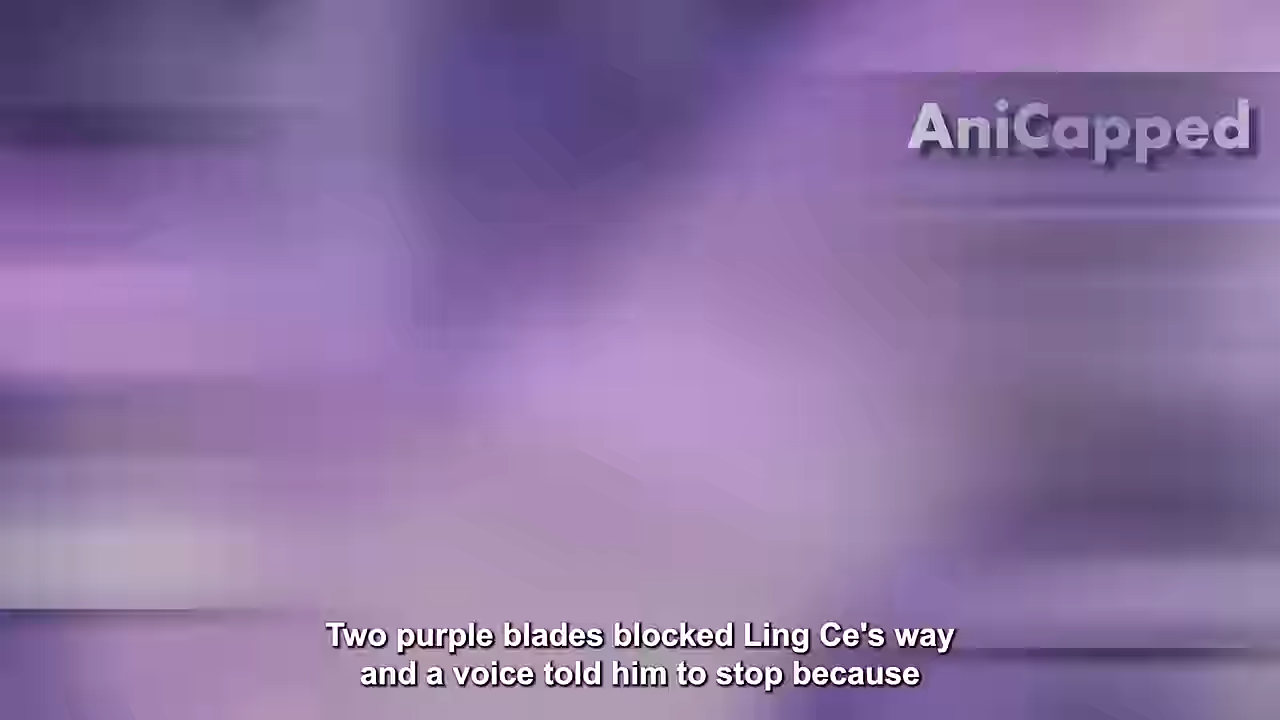 AniCapped
Two purple blades blocked Ling Ce's way
and a voice told him to stop because